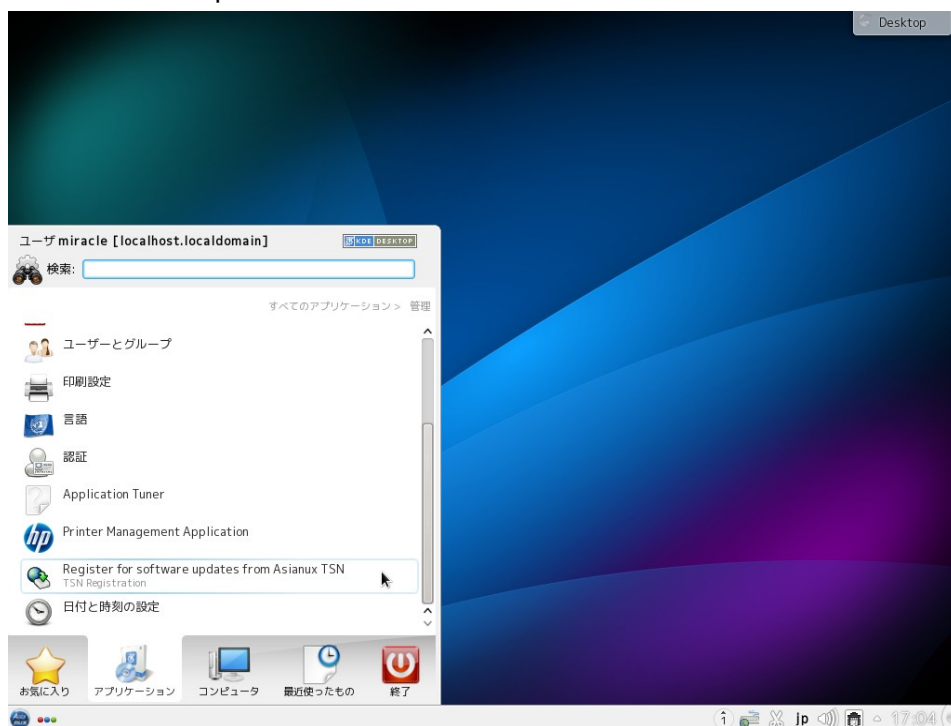 Desktop
ユーザ miracle [localhost.localdomain]
KDE DESKTOP
検索:
すべてのアプリケーション > 管理
ユーザーとグループ
印刷設定
言語
認証
Application Tuner
hp
Printer Management Application
Register for software updates from Asianux TSN
TSN Registration
日付と時刻の設定
お気に入り アプリケーション コンピュータ 最近使ったもの 終了
jp 17:04